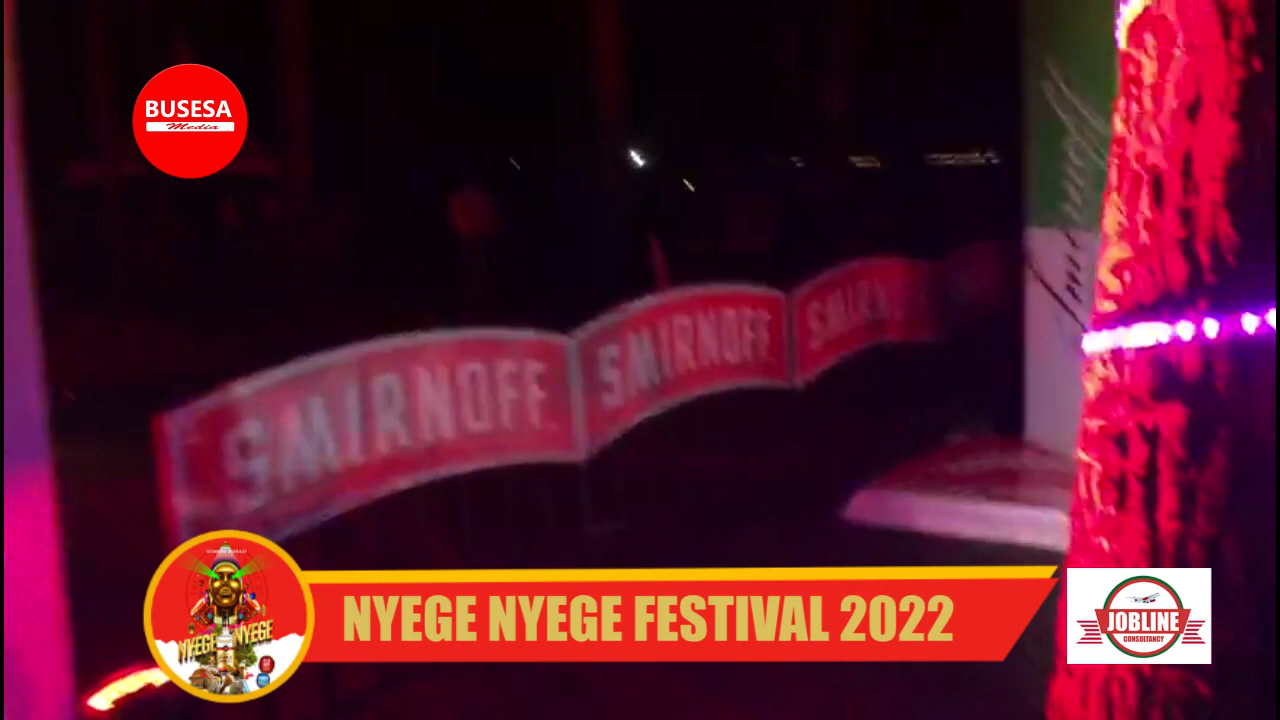 BUSESA
Media
SMIRNOFF
SMIRNOFF
SMIRNOFF
NYEGE NYEGE
NYEGE NYEGE FESTIVAL 2022
JOBLINE
CONSULTANCY